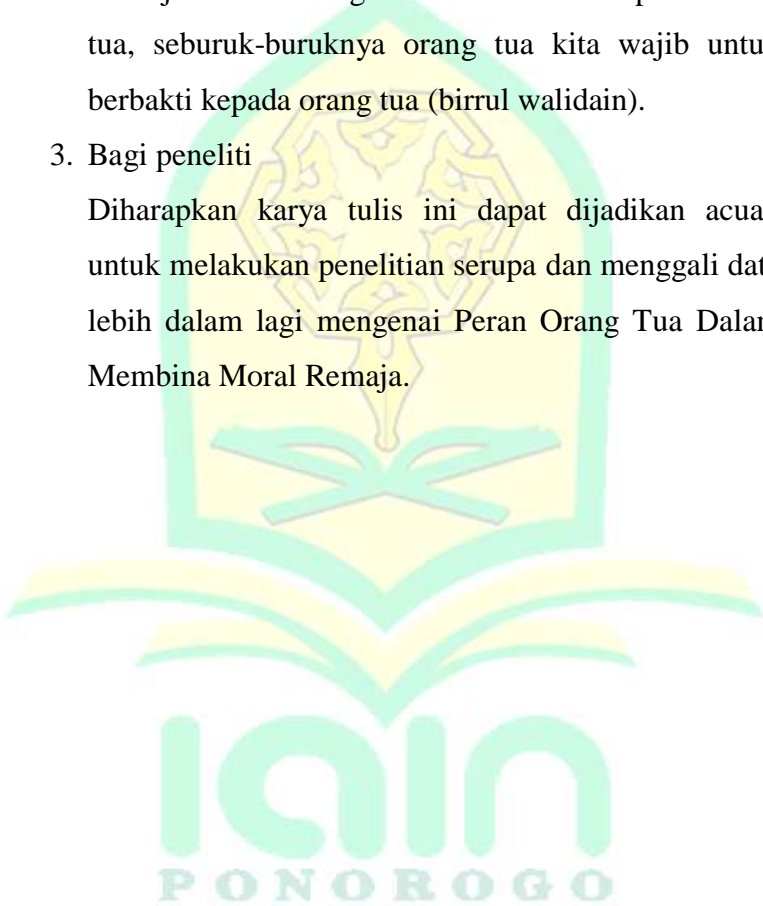 tua, seburuk-buruknya orang tua kita wajib untu
berbakti kepada orang tua (birrul walidain).
3. Bagi peneliti
Diharapkan karya tulis ini dapat dijadikan acua
untuk melakukan penelitian serupa dan menggali dat
lebih dalam lagi mengenai Peran Orang Tua Dalam
Membina Moral Remaja.
iain
PONOROGO